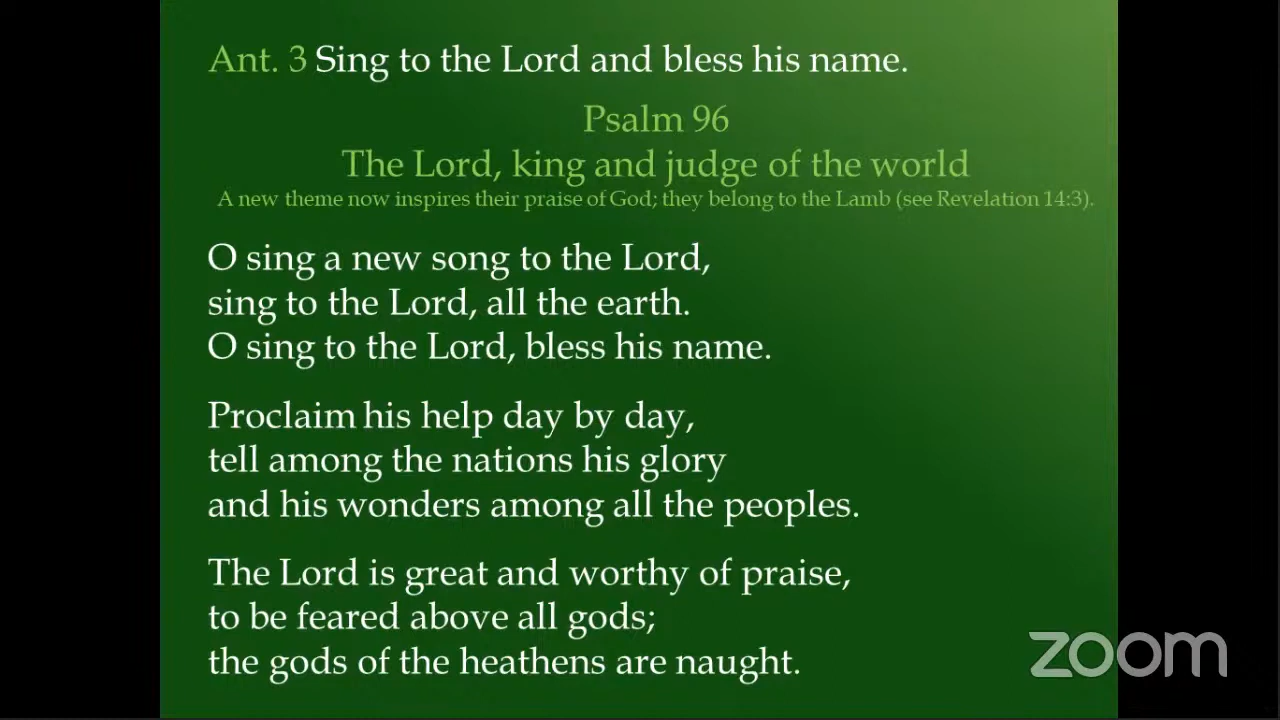 Ant. 3 Sing to the Lord and bless his name.
Psalm 96
The Lord, king and judge of the world
A new theme now inspires their praise of God; they belong to the Lamb (see Revelation 14:3).
O sing a new song to the Lord,
sing to the Lord, all the earth.
O sing to the Lord, bless his name.
Proclaim his help day by day,
tell among the nations his glory
and his wonders among all the peoples.
The Lord is great and worthy of praise,
to be feared above all gods;
the gods of the heathens are naught.
zoom